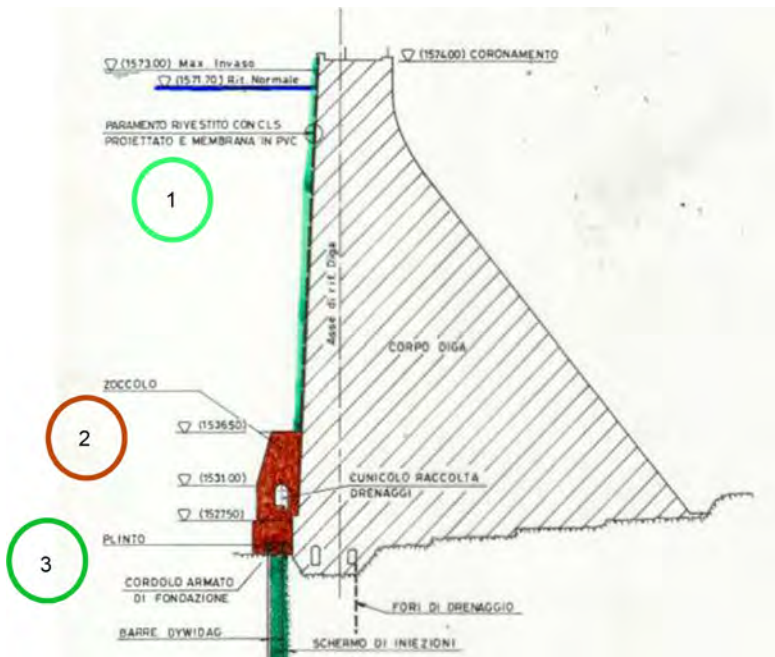 (1573.00) Max. Invaso
(1574.00) CORONAMENTO
(1571.70) Rit. Normale
PARAMENTO RIVESTITO CON CLS
PROIETTATO E MEMBRANA IN PVC
1
Asse di rif. Diga
CORPO DIGA
ZOCCOLO
2
(1536.50)
(1531.00)
CUNICOLO RACCOLTA
DRENAGGI
(1527.50)
PLINTO
3
CORDOLO ARMATO
DI FONDAZIONE
FORI DI DRENAGGIO
BARRE DYWIDAG
SCHERMO DI INIEZIONI